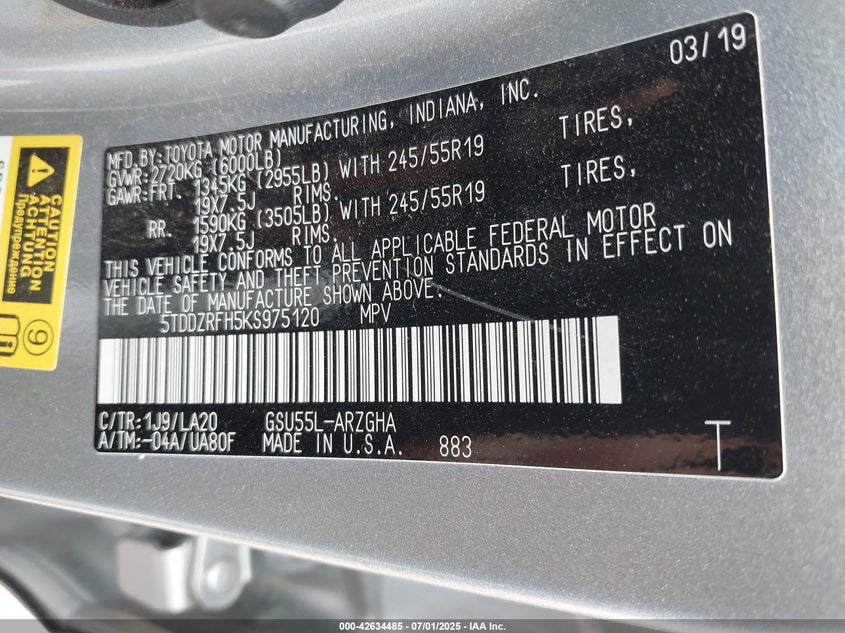 03/19
MFD.BY:TOYOTA MOTOR MANUFACTURING, INDIANA, INC.
GVWR:2720KG (6000LB)
GAWR:FRT. 1345KG (2955LB) WITH 245/55R19 TIRES,
19X7.5J RIMS.
RR. 1590KG (3505LB) WITH 245/55R19 TIRES,
19X7.5J RIMS.
THIS VEHICLE CONFORMS TO ALL APPLICABLE FEDERAL MOTOR
VEHICLE SAFETY AND THEFT PREVENTION STANDARDS IN EFFECT ON
THE DATE OF MANUFACTURE SHOWN ABOVE.
5TDDZRFH5KS975120 MPV
C/TR:1J9/LA20 GSU55L-ARZGHA
A/TM:-04A/UA80F MADE IN U.S.A. 883
T
CAUTION
ATTENTION
ACHTUNG
Предупреждение
9
000-42634485 - 07/01/2025 - IAA Inc.